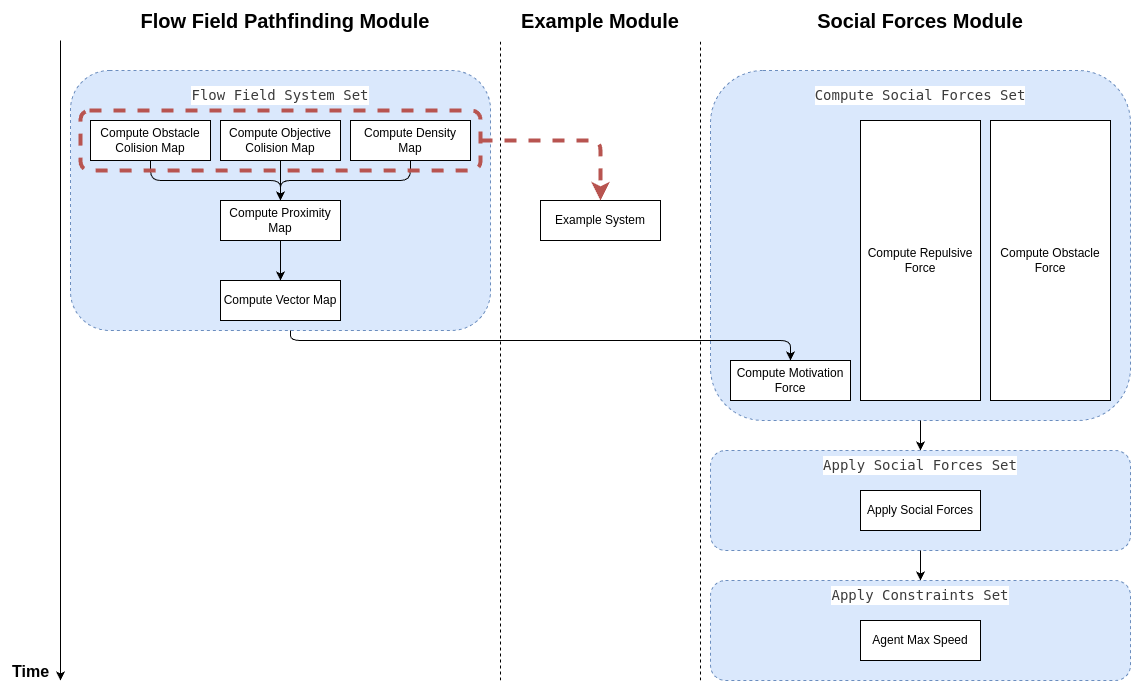 Flow Field Pathfinding Module
Example Module
Social Forces Module
Flow Field System Set
Compute Obstacle
Colision Map
Compute Objective
Colision Map
Compute Density
Map
Compute Proximity
Map
Compute Vector Map
Example System
Compute Social Forces Set
Compute Repulsive
Force
Compute Obstacle
Force
Compute Motivation
Force
Apply Social Forces Set
Apply Social Forces
Apply Constraints Set
Agent Max Speed
Time